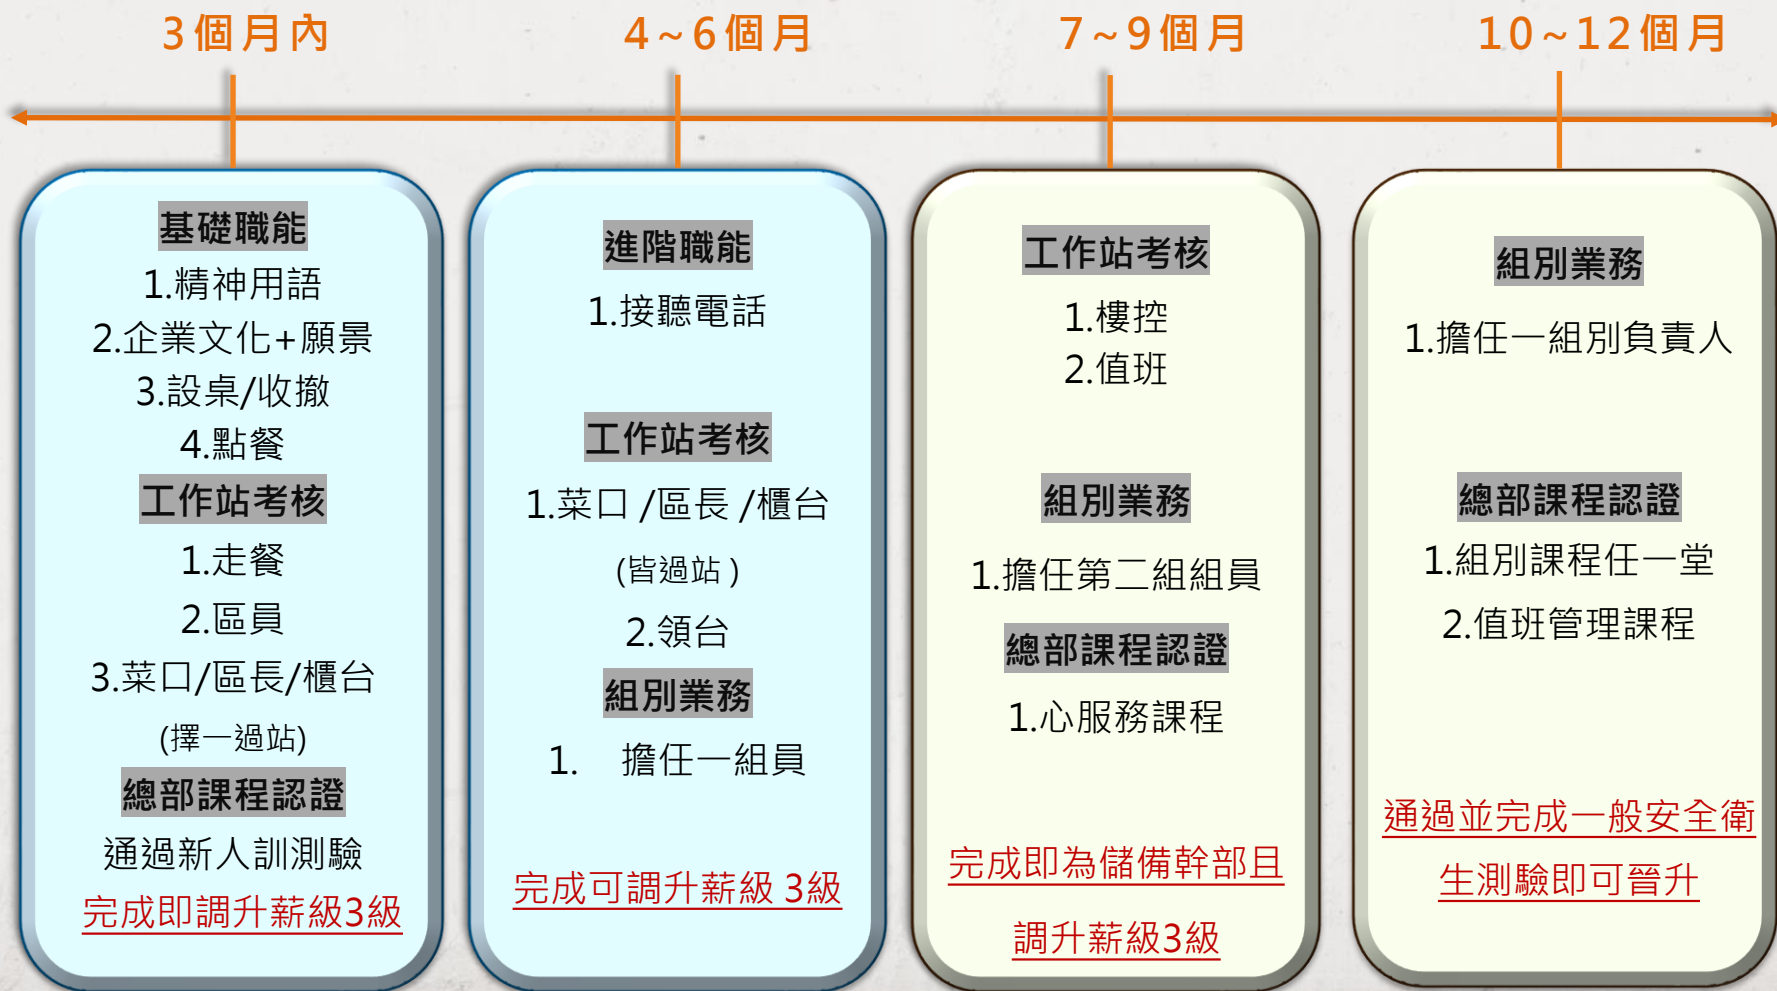 3個月內
4~6個月
7~9個月
10~12個月
基礎職能
1.精神用語
2.企業文化+願景
3.設桌/收撤
4.點餐
工作站考核
1.走餐
2.區員
3.菜口/區長/櫃台
(擇一過站)
總部課程認證
通過新人訓測驗
完成即調升薪級3級
進階職能
1.接聽電話
工作站考核
1.菜口 /區長 /櫃台
(皆過站 )
2.領台
組別業務
1. 擔任一組員
完成可調升薪級 3級
工作站考核
1.樓控
2.值班
組別業務
1.擔任第二組組員
總部課程認證
1.心服務課程
完成即為儲備幹部且
調升薪級3級
組別業務
1.擔任一組別負責人
總部課程認證
1.組別課程任一堂
2.值班管理課程
通過並完成一般安全衛
生測驗即可晉升